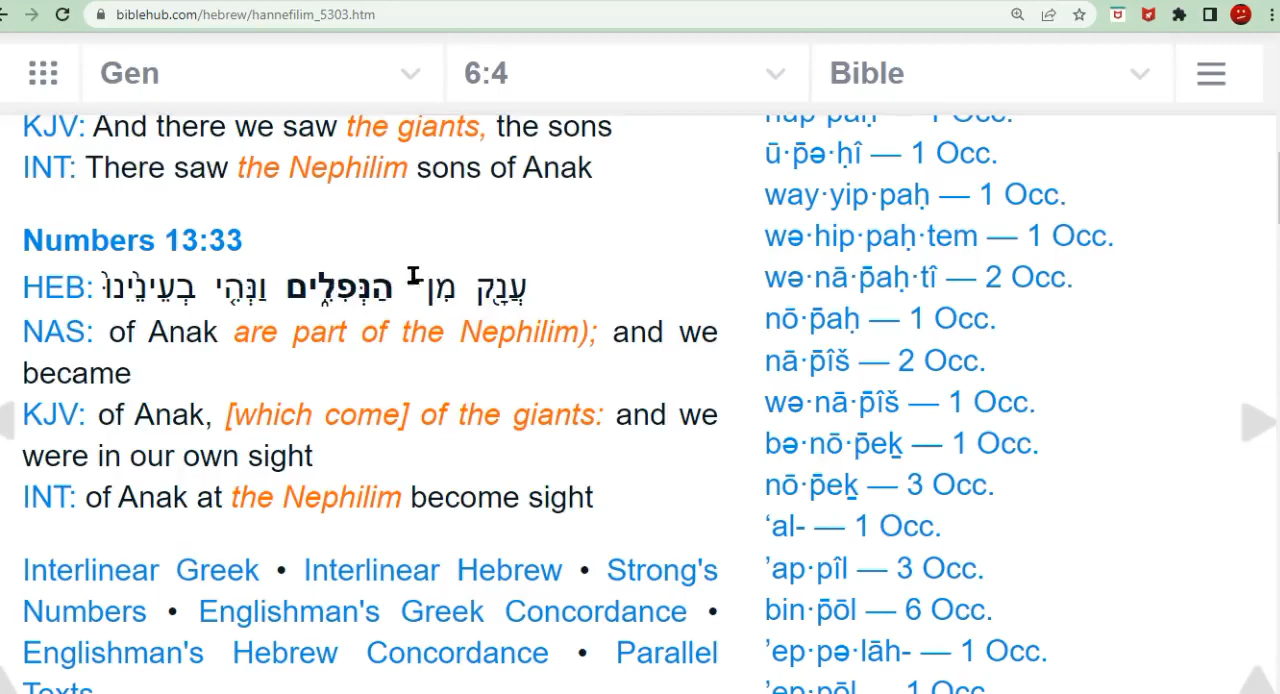 biblehub.com/hebrew/hannefilim_5303.htm
Gen 6:4 Bible
KJV: And there we saw the giants, the sons
INT: There saw the Nephilim sons of Anak
Numbers 13:33
HEB: עֲנָ֖ק מִן־ הַנְּפִלִ֑ים וַנְּהִ֤י בְעֵינֵ֙ינוּ֙
NAS: of Anak are part of the Nephilim); and we
became
KJV: of Anak, [which come] of the giants: and we
were in our own sight
INT: of Anak at the Nephilim become sight
Interlinear Greek • Interlinear Hebrew • Strong's
Numbers • Englishman's Greek Concordance •
Englishman's Hebrew Concordance • Parallel
Texts
ū·p̄ə·ḥî — 1 Occ.
way·yip·paḥ — 1 Occ.
wə·hip·paḥ·tem — 1 Occ.
wə·nā·p̄aḥ·tî — 2 Occ.
nō·p̄aḥ — 1 Occ.
nā·p̄îš — 2 Occ.
wə·nā·p̄îš — 1 Occ.
bə·nō·p̄eḵ — 1 Occ.
nō·p̄eḵ — 3 Occ.
‘al- — 1 Occ.
’ap·pîl — 3 Occ.
bin·p̄ōl — 6 Occ.
’ep·pə·lāh- — 1 Occ.
’ep·pōl — 1 Occ.